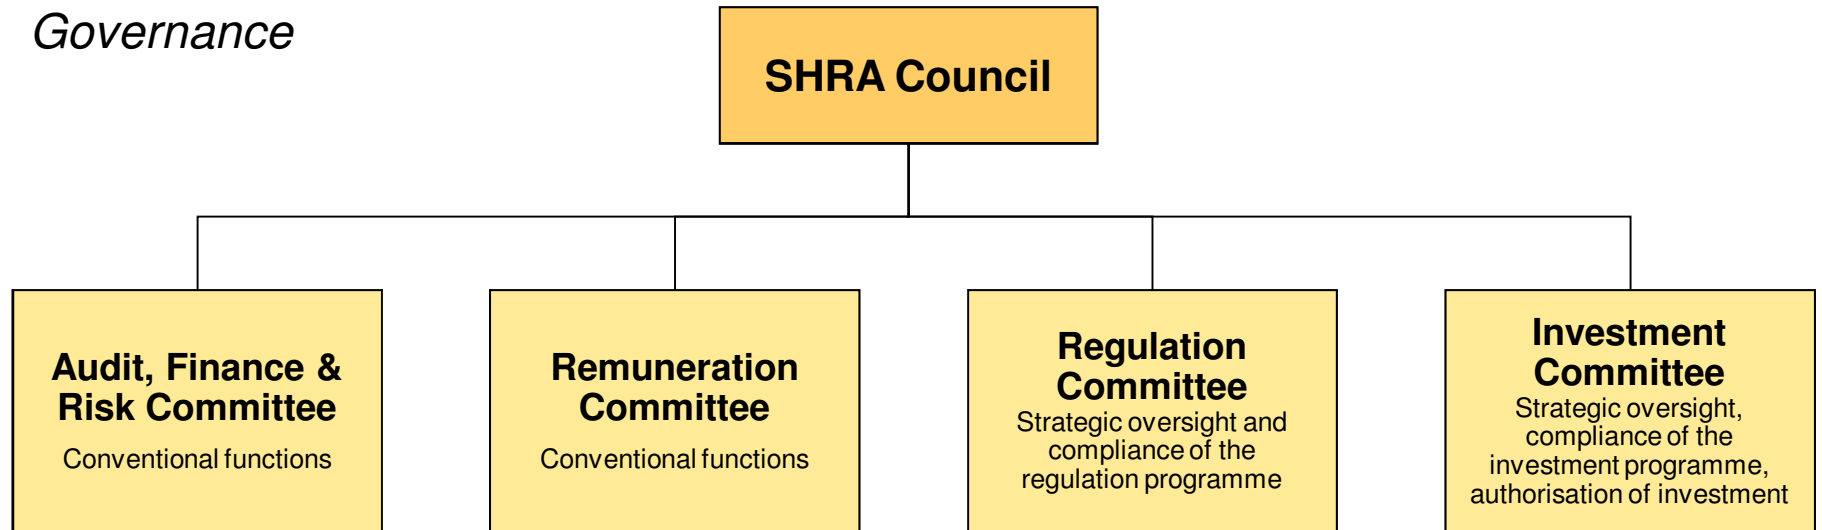 Governance
SHRA Council
Audit, Finance &
Risk Committee
Conventional functions
Remuneration
Committee
Conventional functions
Regulation
Committee
Strategic oversight and
compliance of the
regulation programme
Investment
Committee
Strategic oversight,
compliance of the
investment programme,
authorisation of investment